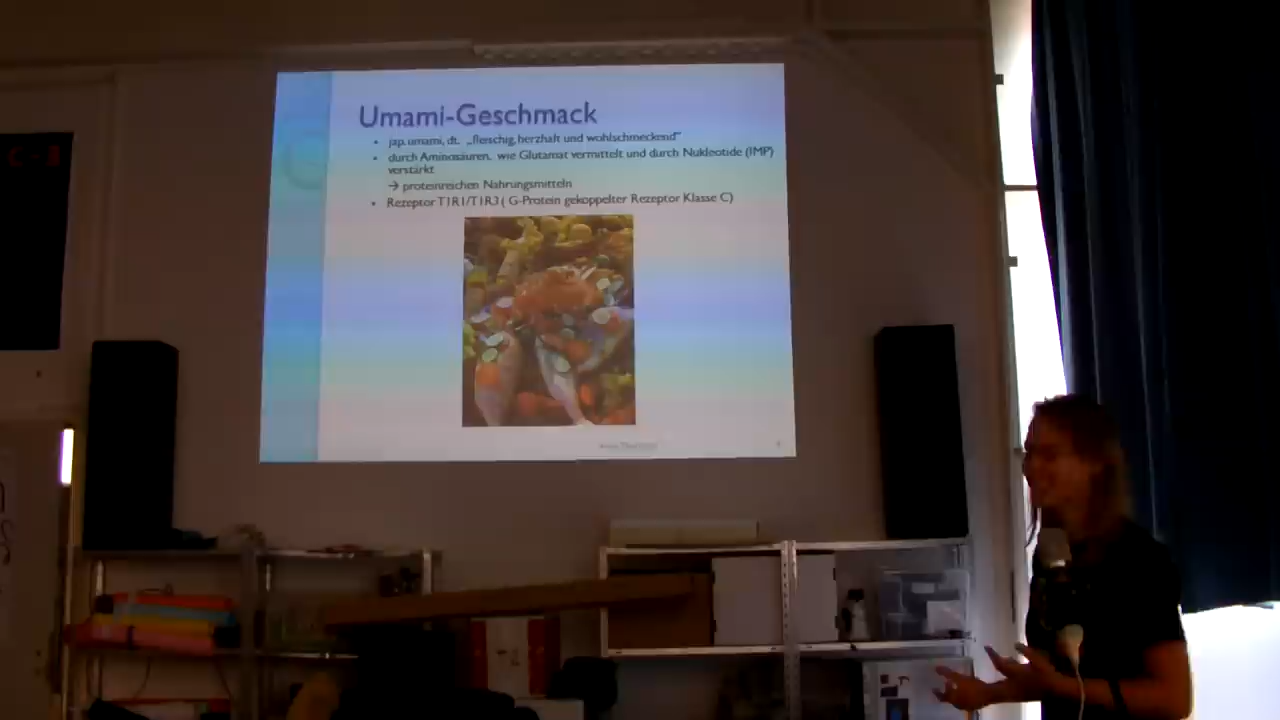 Umami-Geschmack
• jap. umami, dt. „fleischig, herzhaft und wohlschmeckend"
• durch Aminosäuren, wie Glutamat vermittelt und durch Nukleotide (IMP)
verstärkt
→ proteinreichen Nahrungsmitteln
• Rezeptor T1R1/T1R3 ( G-Protein gekoppelter Rezeptor Klasse C)